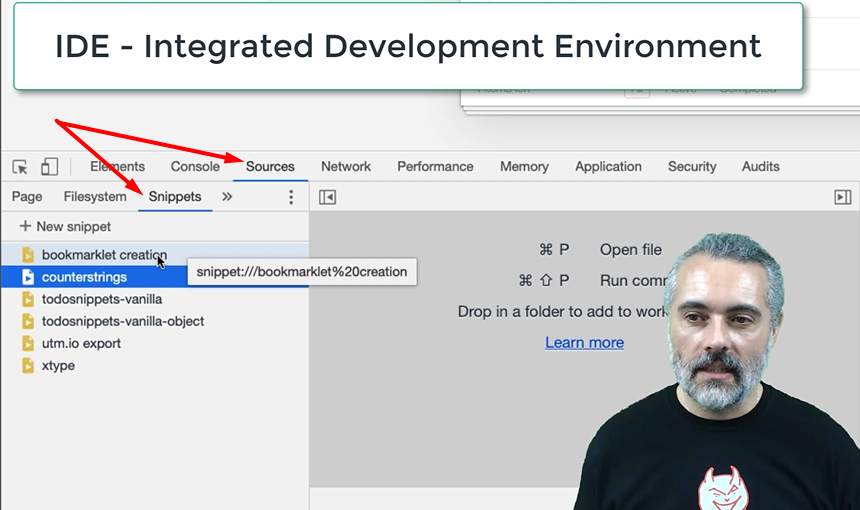 IDE - Integrated Development Environment
Elements Console Sources Network Performance Memory Application Security Audits
Page Filesystem Snippets »
+ New snippet
bookmarklet creation
snippet:///bookmarklet%20creation
counterstrings
todosnippets-vanilla
todosnippets-vanilla-object
utm.io export
xtype
⌘ P Open file
⌘ ⇧ P Run comm
Drop in a folder to add to work
Learn more